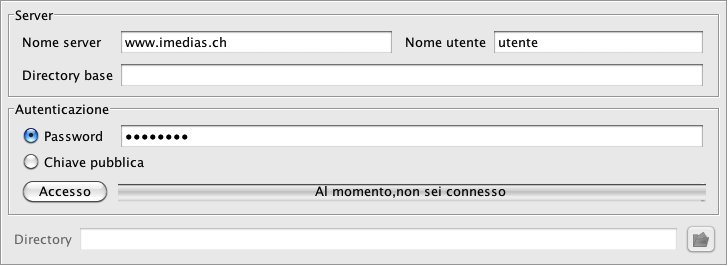 Server
Nome server www.imedias.ch Nome utente utente
Directory base
Autenticazione
Password ••••••••
Chiave pubblica
Accesso Al momento,non sei connesso
Directory